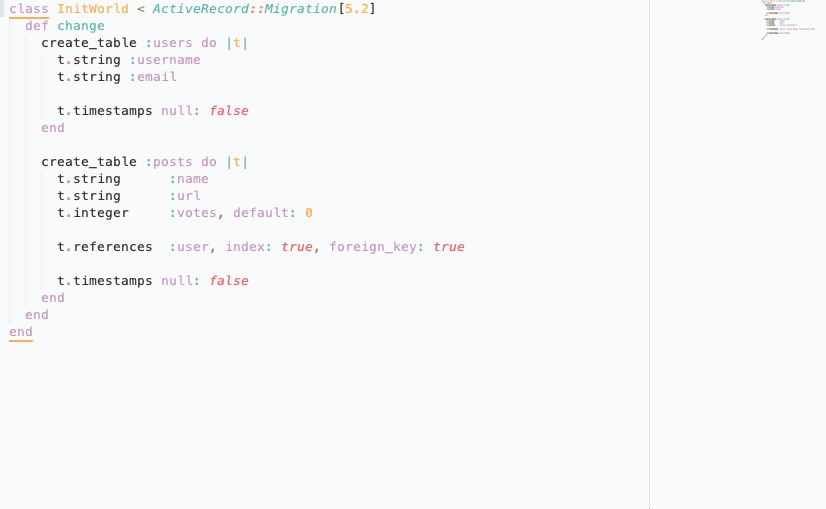 class InitWorld < ActiveRecord::Migration[5.2]
  def change
    create_table :users do |t|
      t.string :username
      t.string :email

      t.timestamps null: false
    end

    create_table :posts do |t|
      t.string      :name
      t.string      :url
      t.integer     :votes, default: 0

      t.references  :user, index: true, foreign_key: true

      t.timestamps null: false
    end
  end
end